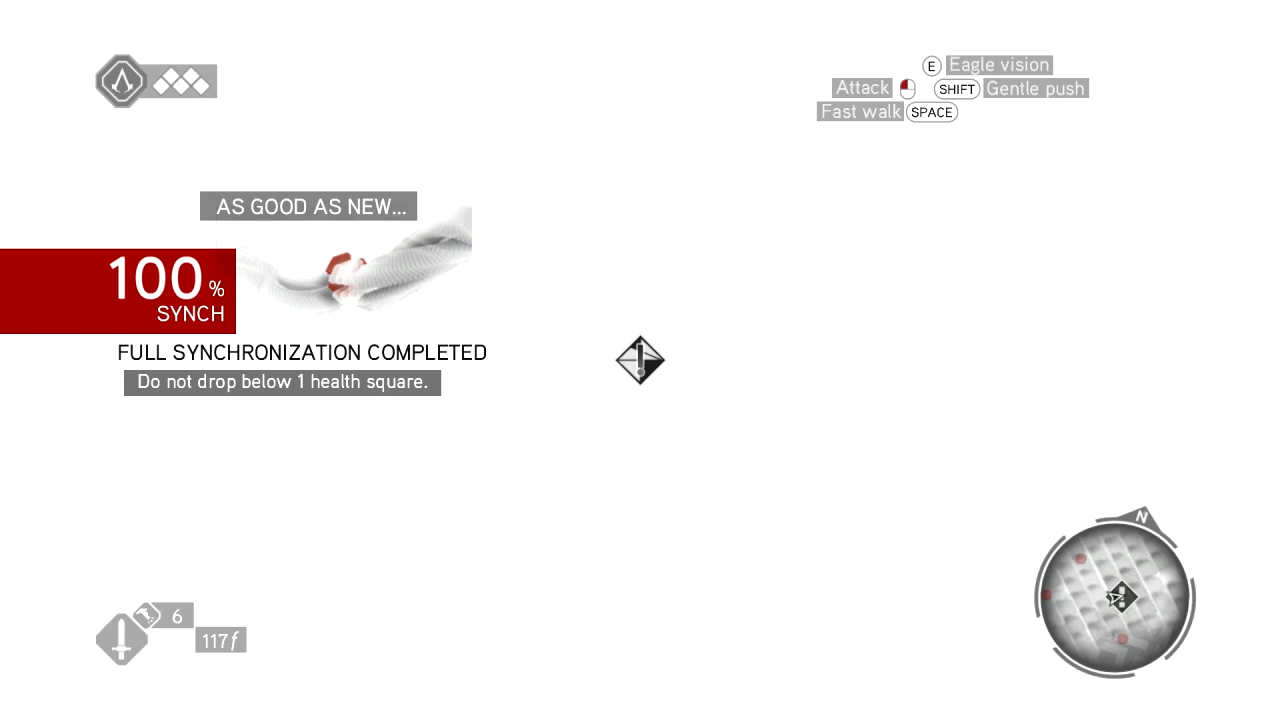 E Eagle vision
Attack SHIFT Gentle push
Fast walk SPACE
AS GOOD AS NEW...
100 %
SYNCH
FULL SYNCHRONIZATION COMPLETED
Do not drop below 1 health square.
N
6
117 f